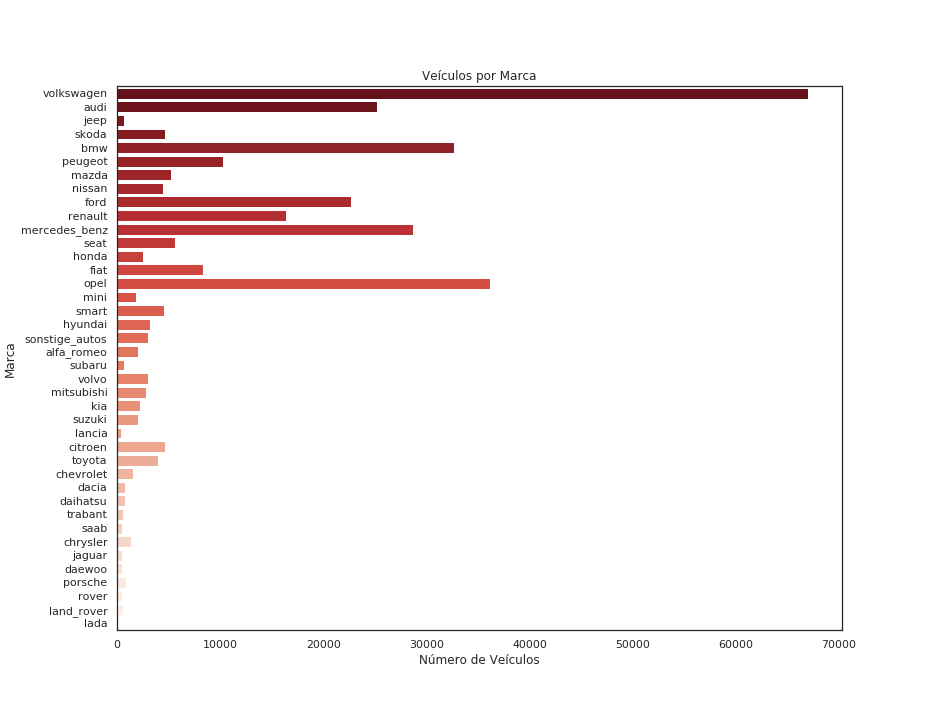 Veículos por Marca
volkswagen
audi
jeep
skoda
bmw
peugeot
mazda
nissan
ford
renault
mercedes_benz
seat
honda
fiat
opel
mini
smart
hyundai
sonstige_autos
alfa_romeo
subaru
volvo
mitsubishi
kia
suzuki
lancia
citroen
toyota
chevrolet
dacia
daihatsu
trabant
saab
chrysler
jaguar
daewoo
porsche
rover
land_rover
lada
Marca
0 10000 20000 30000 40000 50000 60000 70000
Número de Veículos